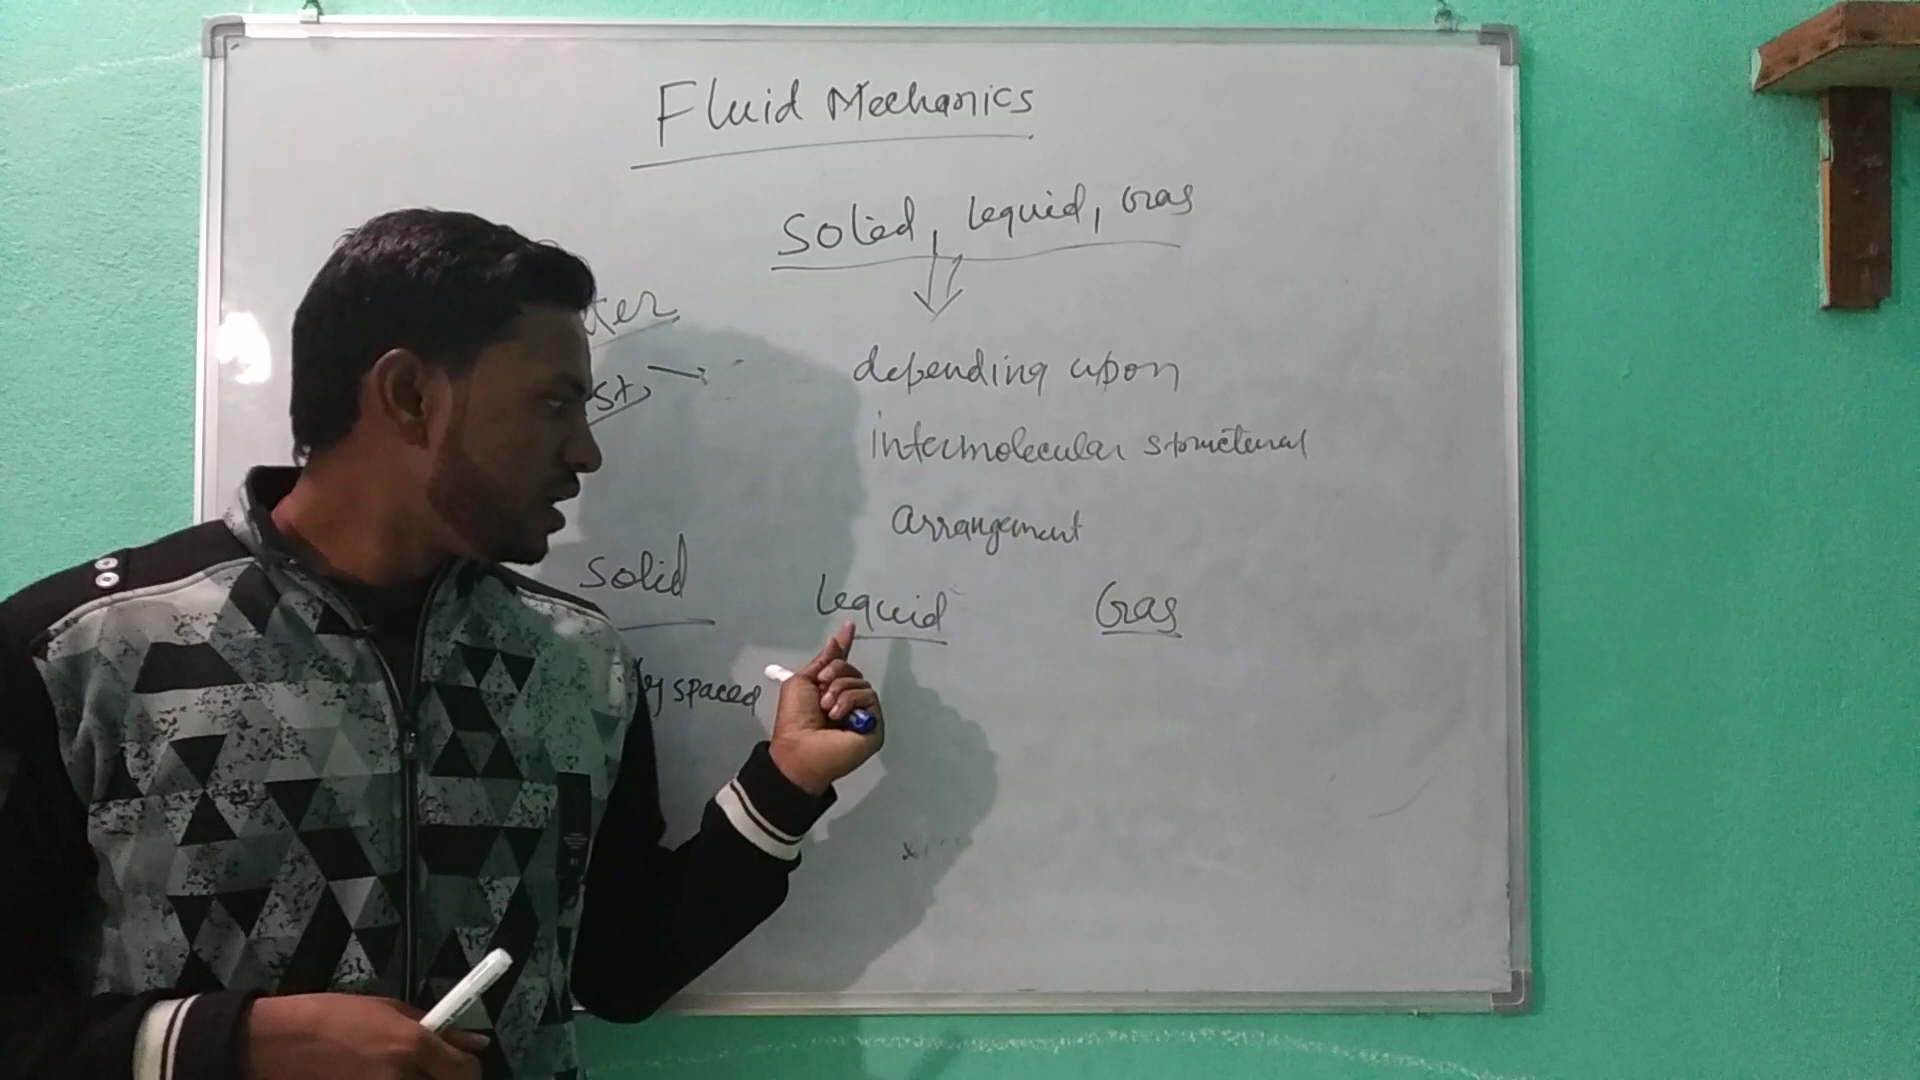 Fluid Mechanics
Solid, liquid, Gas
depending upon
intermolecular structural
arrangement
Solid
liquid
Gas
spaced